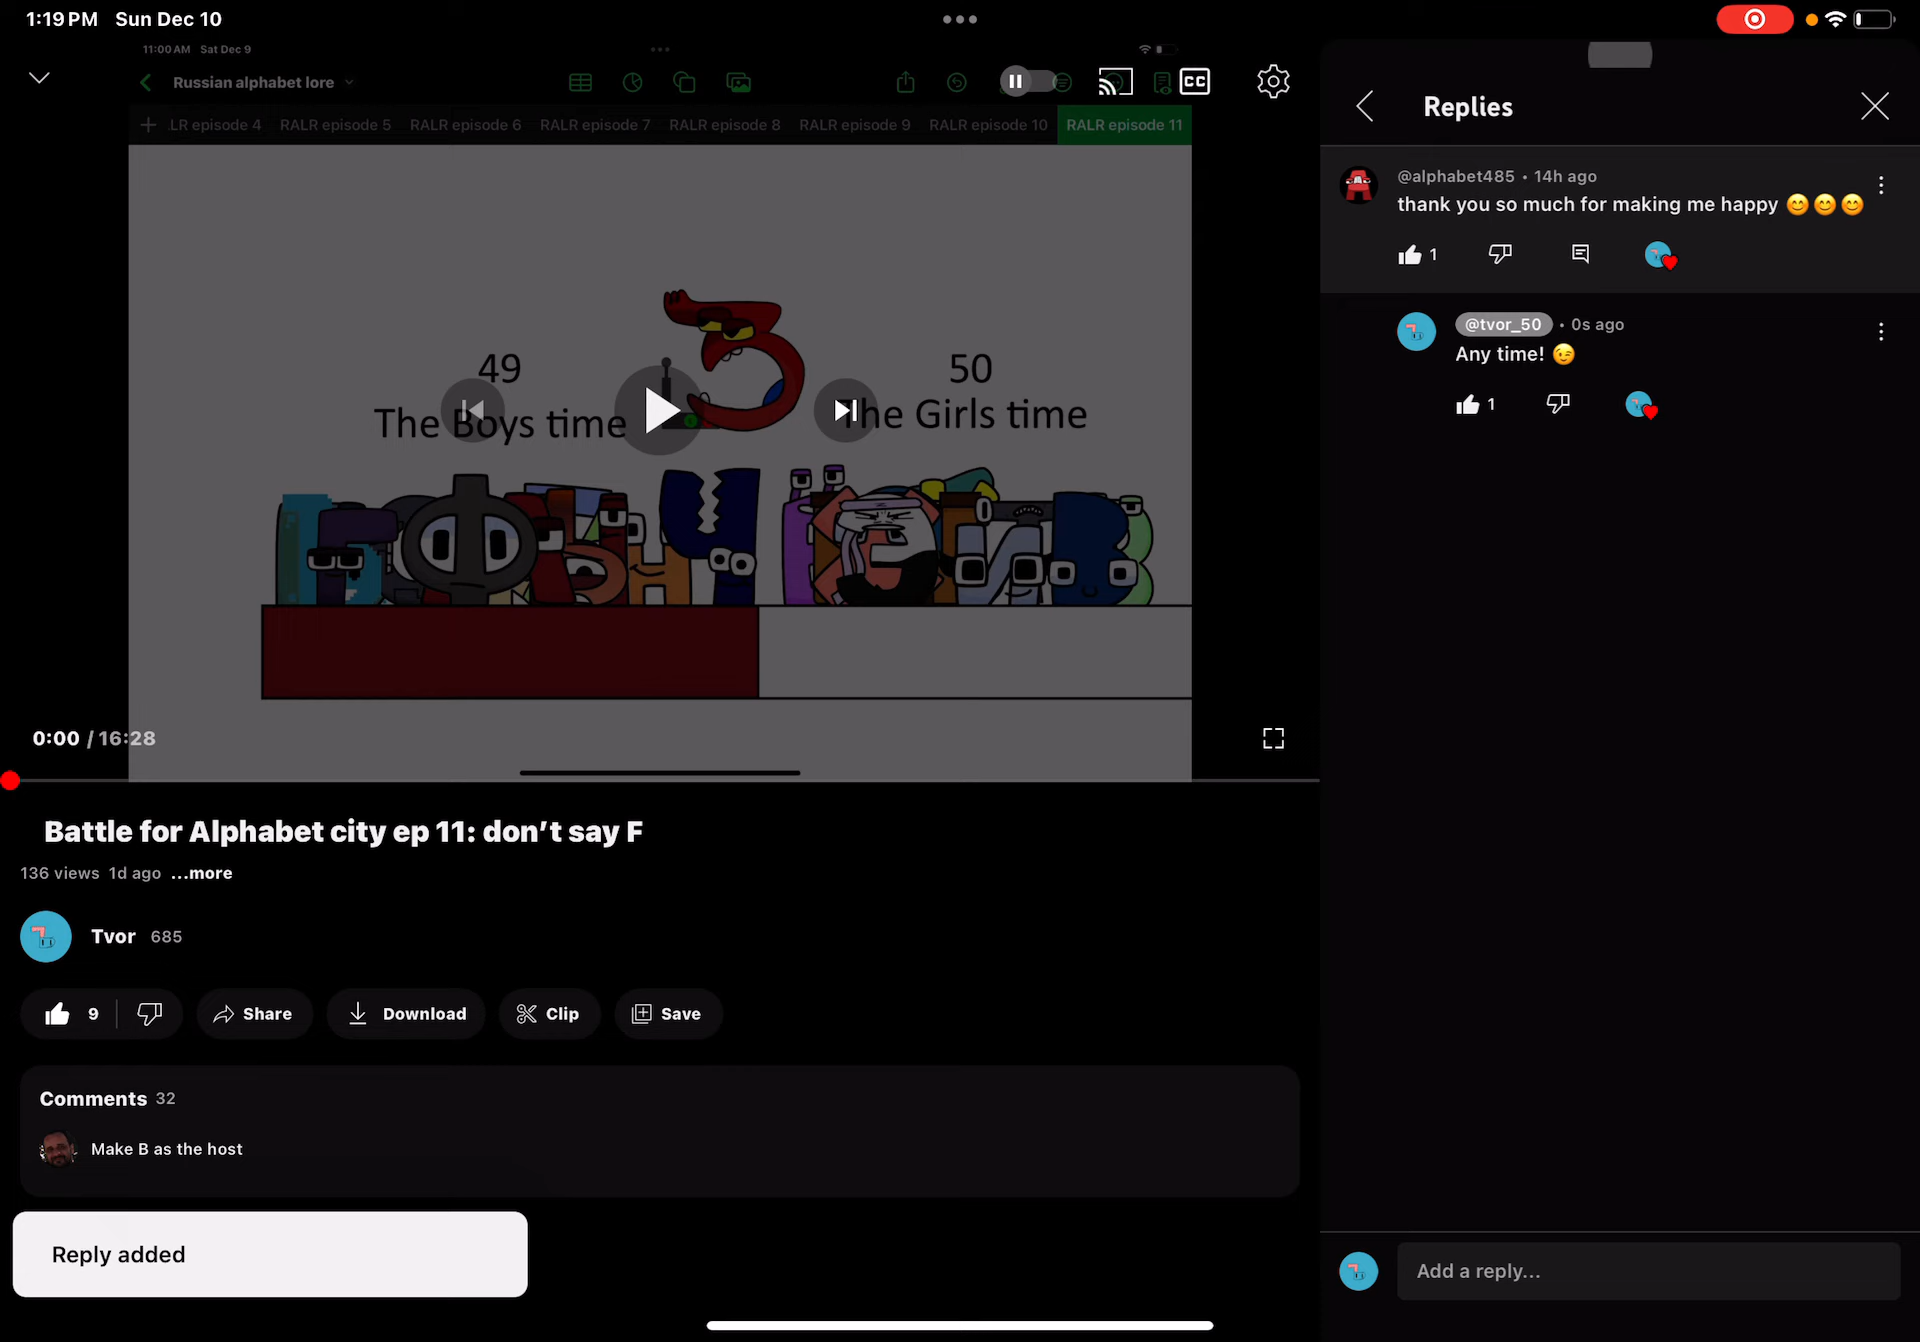 1:19 PM Sun Dec 10
11:00 AM Sat Dec 9
Russian alphabet lore
CC
LR episode 4 RALR episode 5 RALR episode 6 RALR episode 7 RALR episode 8 RALR episode 9 RALR episode 10 RALR episode 11
49
The Boys time
50
The Girls time
0:00 / 16:28
Battle for Alphabet city ep 11: don't say F
136 views 1d ago ...more
Tvor 685
9 Share Download Clip Save
Comments 32
Make B as the host
Reply added
Replies
@alphabet485 • 14h ago
thank you so much for making me happy 😊😊😊
1
@tvor_50 • 0s ago
Any time! 😉
1
Add a reply...